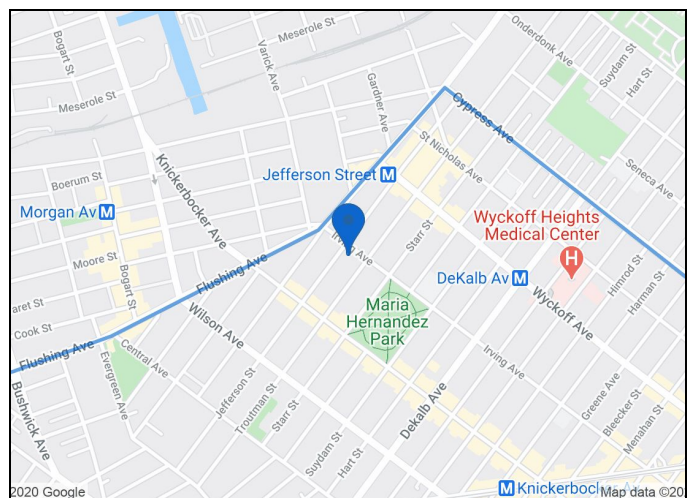 Meserole St
Onderdonk Ave
Bogart St
Varick Ave
Suydam St
Hart St
Gardner Ave
Meserole St
Cypress Ave
St Nicholas Ave
Knickerbocker Ave
Seneca Ave
Jefferson Street M
Boerum St
Morgan Av M
Wyckoff Heights
Medical Center
H
Irving Ave
Starr St
Moore St
Bogart St
Flushing Ave
DeKalb Av M
Himrod St
Harman St
aret St
Maria
Hernandez
Park
Wyckoff Ave
Cook St
Wilson Ave
Flushing Ave
Central Ave
Irving Ave
Evergreen Ave
Jefferson St
Troutman St
Starr St
Bushwick Ave
Dekalb Ave
Greene Ave
Bleecker St
Menahan St
Suydam St
Hart St
2020 Google
M Knickerbocker Av
Map data ©20